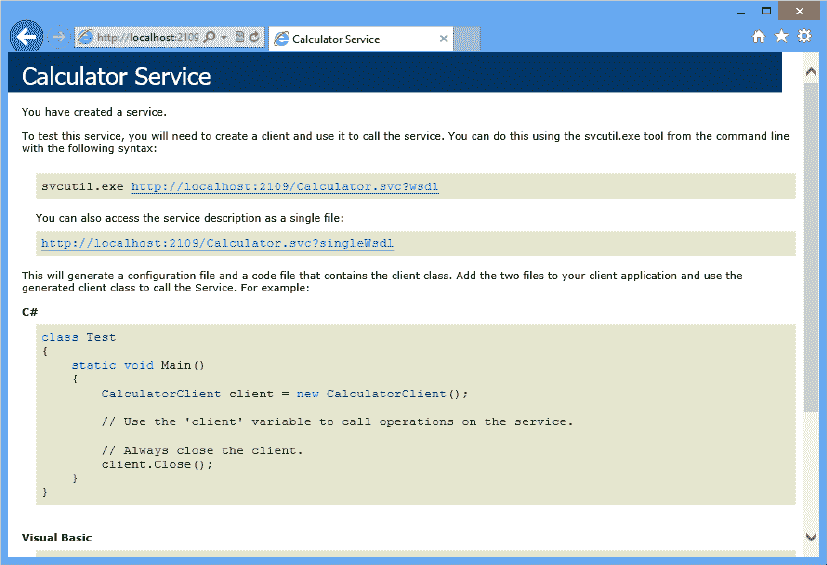 http://localhost:2109
Calculator Service
Calculator Service
You have created a service.
To test this service, you will need to create a client and use it to call the service. You can do this using the svcutil.exe tool from the command line
with the following syntax:
svcutil.exe http://localhost:2109/Calculator.svc?wsdl
You can also access the service description as a single file:
http://localhost:2109/Calculator.svc?singleWsdl
This will generate a configuration file and a code file that contains the client class. Add the two files to your client application and use the
generated client class to call the Service. For example:
C#
class Test
{
    static void Main()
    {
        CalculatorClient client = new CalculatorClient();
        // Use the 'client' variable to call operations on the service.
        // Always close the client.
        client.Close();
    }
}
Visual Basic